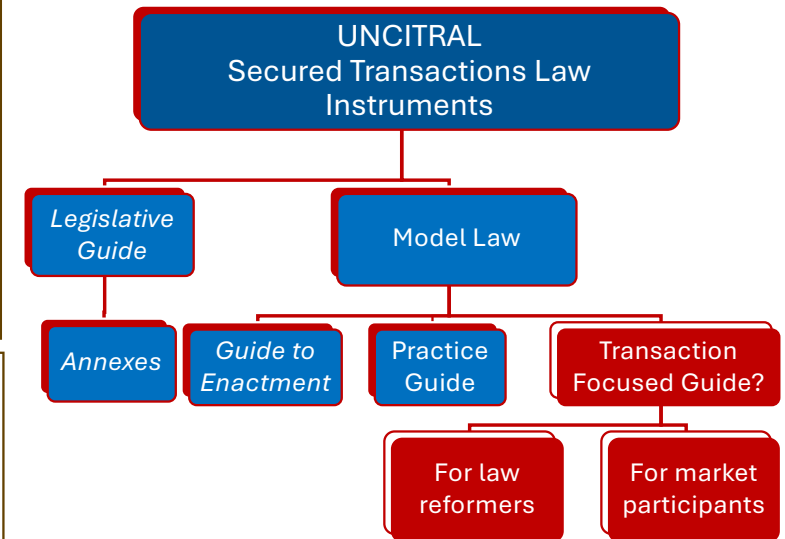 UNCITRAL
Secured Transactions Law
Instruments
Legislative
Guide
Model Law
Annexes
Guide to
Enactment
Practice
Guide
Transaction
Focused Guide?
For law
reformers
For market
participants